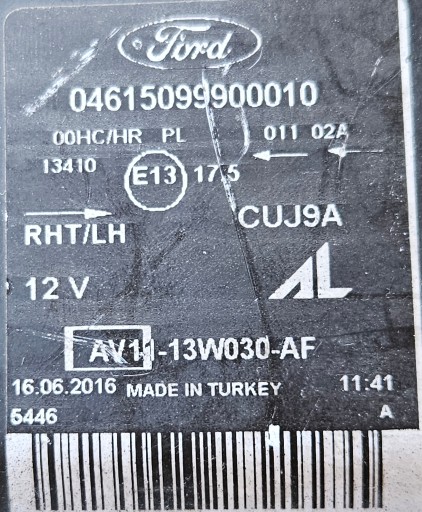 Ford
04615099900010
00HC/HR PL 011 02A
13410 E13 17.5
RHT/LH CUJ9A
12 V AL
AV11-13W030-AF
16.06.2016 MADE IN TURKEY 11:41
5446 A